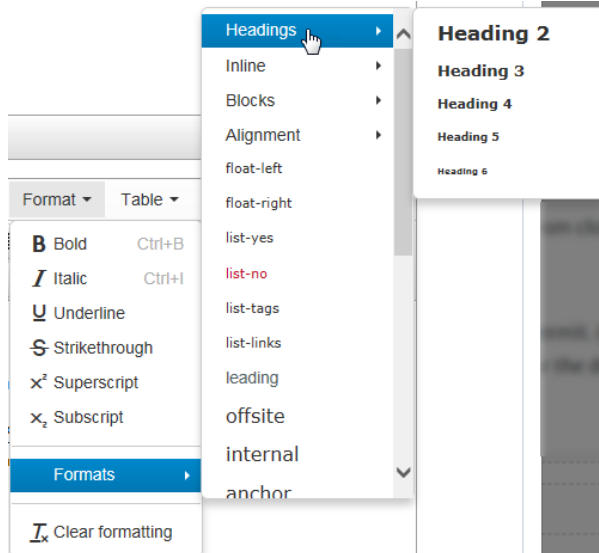 Format
Table
Bold Ctrl+B
Italic Ctrl+I
Underline
Strikethrough
Superscript
Subscript
Formats
Clear formatting
Headings
Inline
Blocks
Alignment
float-left
float-right
list-yes
list-no
list-tags
list-links
leading
offsite
internal
anchor
Heading 2
Heading 3
Heading 4
Heading 5
Heading 6